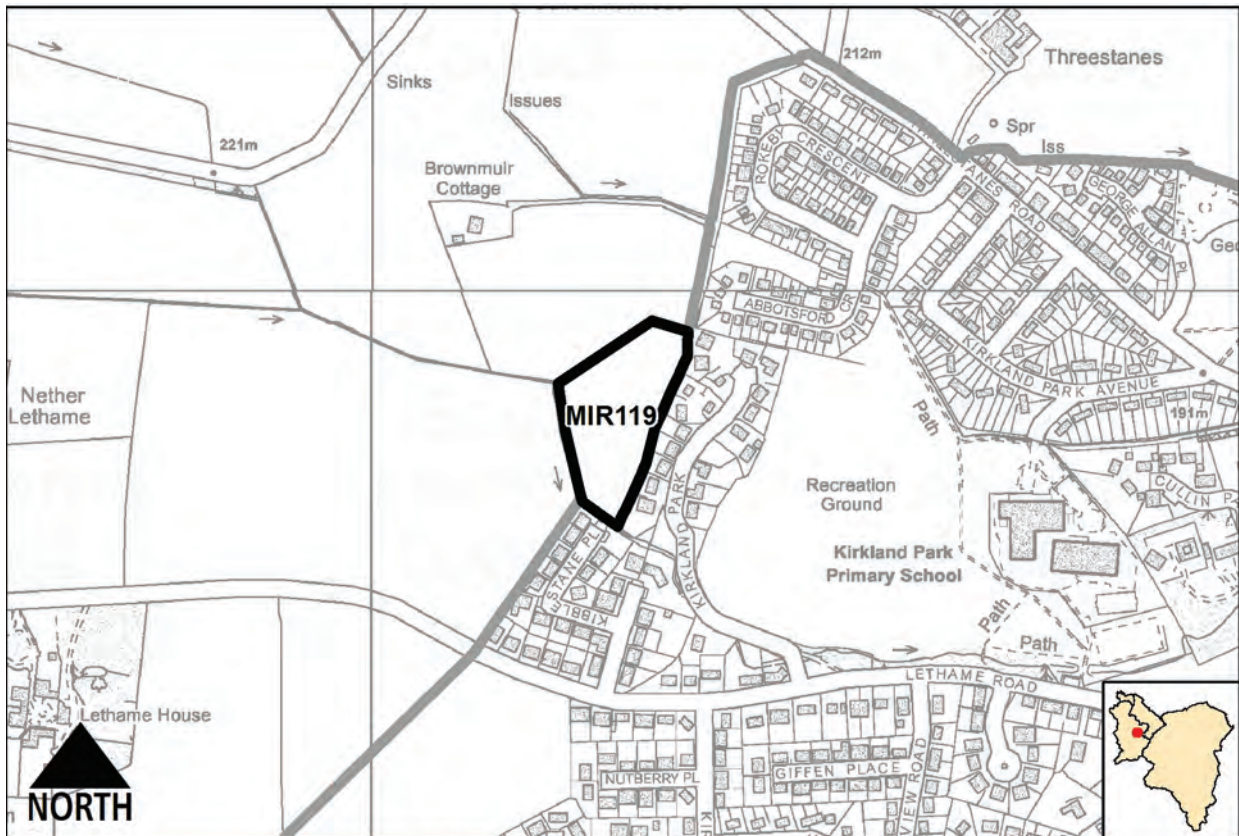 212m
Threestanes
Sinks
Issues
Spr
Iss
221m
Brownmuir
Cottage
ROKEBY
CRESCENT
ROAD
GEORGE
ALLAN
PL
ABBOTSFORD
CR
KIRKLAND PARK AVENUE
Nether
Lethame
MIR119
Path
191m
Recreation
Ground
CULLIN
KIRKLAND PARK
Kirkland Park
Primary School
KIBBLESTANE PL
Path
Path
LETHAME ROAD
Lethame House
NUTBERRY PL
GIFFEN PLACE
VIEW ROAD
NORTH